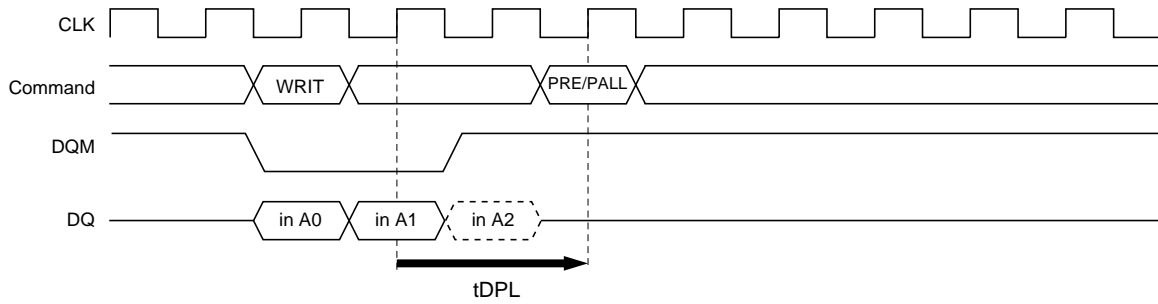 CLK
Command
WRIT
PRE/PALL
DQM
DQ
in A0
in A1
in A2
tDPL